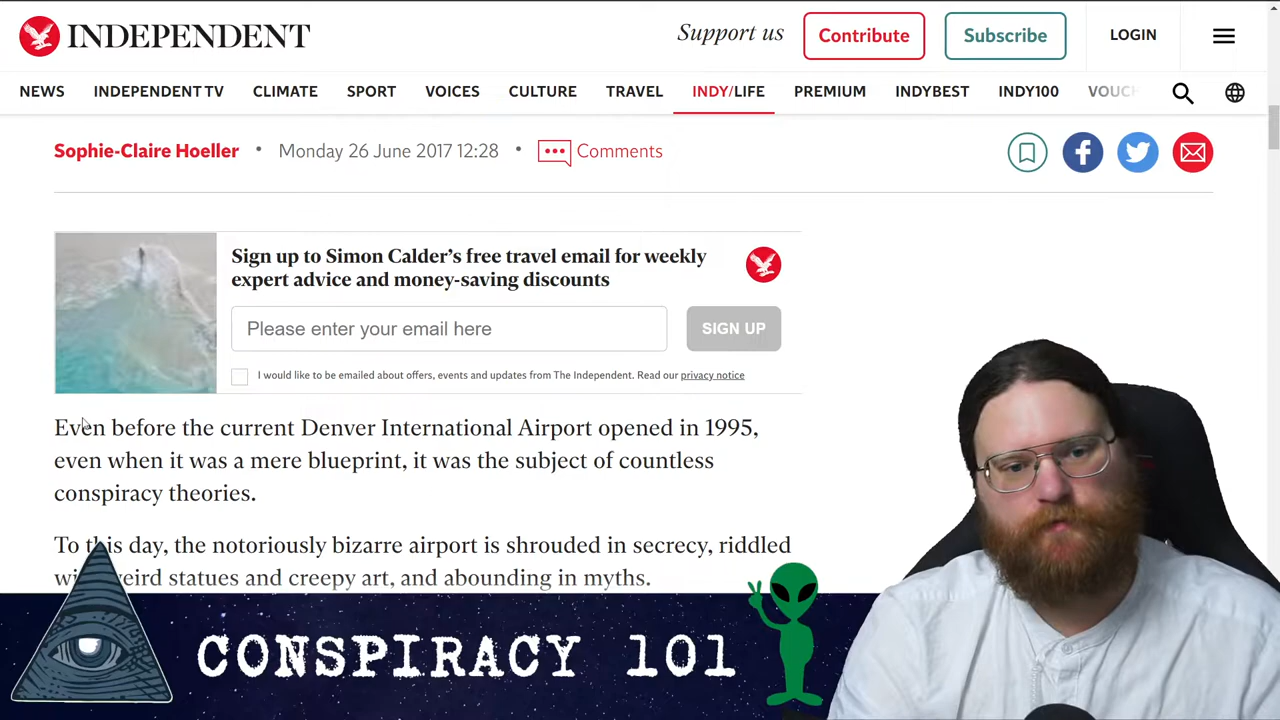 INDEPENDENT
Support us
Contribute
Subscribe
LOGIN
NEWS INDEPENDENT TV CLIMATE SPORT VOICES CULTURE TRAVEL INDY/LIFE PREMIUM INDYBEST INDY100 VOUCH
Sophie-Claire Hoeller • Monday 26 June 2017 12:28 • Comments
Sign up to Simon Calder’s free travel email for weekly
expert advice and money-saving discounts
Please enter your email here
SIGN UP
I would like to be emailed about offers, events and updates from The Independent. Read our privacy notice
Even before the current Denver International Airport opened in 1995,
even when it was a mere blueprint, it was the subject of countless
conspiracy theories.
To this day, the notoriously bizarre airport is shrouded in secrecy, riddled
with weird statues and creepy art, and abounding in myths.
CONSPIRACY 101